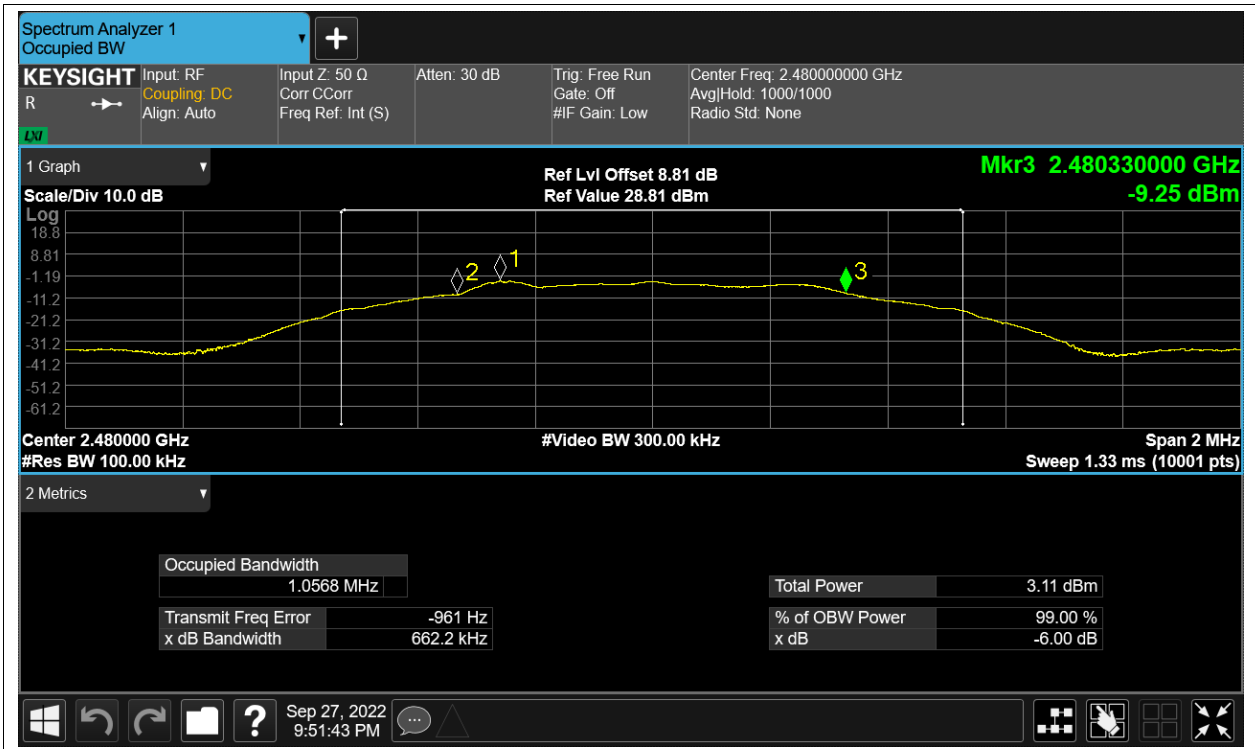 Spectrum Analyzer 1
Occupied BW
+
KEYSIGHT
R
LXI
Input: RF
Coupling: DC
Align: Auto
Input Z: 50 Ω
Corr CCorr
Freq Ref: Int (S)
Atten: 30 dB
Trig: Free Run
Gate: Off
#IF Gain: Low
Center Freq: 2.480000000 GHz
Avg|Hold: 1000/1000
Radio Std: None
1 Graph
Scale/Div 10.0 dB
Ref Lvl Offset 8.81 dB
Ref Value 28.81 dBm
Mkr3 2.480330000 GHz
-9.25 dBm
Log
18.8
8.81
-1.19
-11.2
-21.2
-31.2
-41.2
-51.2
-61.2
2
1
3
Center 2.480000 GHz
#Video BW 300.00 kHz
Span 2 MHz
#Res BW 100.00 kHz
Sweep 1.33 ms (10001 pts)
2 Metrics
Occupied Bandwidth
1.0568 MHz
Total Power 3.11 dBm
Transmit Freq Error -961 Hz
% of OBW Power 99.00 %
x dB Bandwidth 662.2 kHz
x dB -6.00 dB
?
Sep 27, 2022
9:51:43 PM